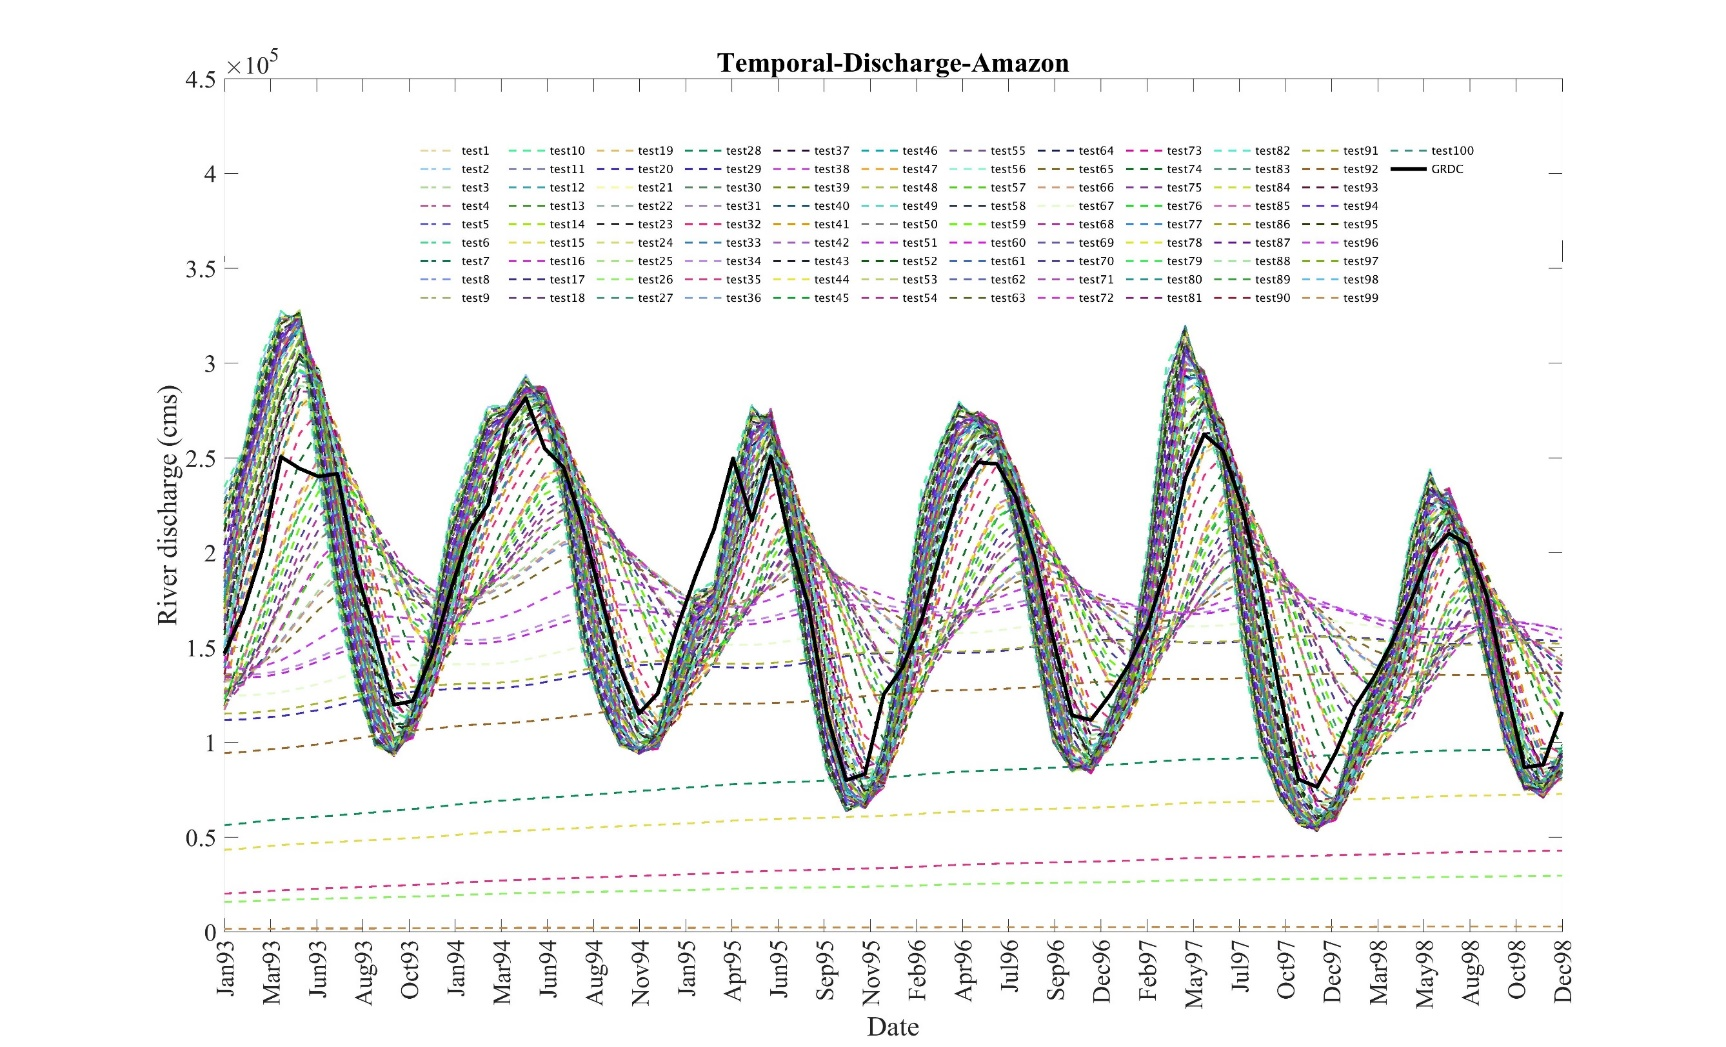 Temporal-Discharge-Amazon
×10^5
4.5
4
3.5
3
2.5
2
1.5
1
0.5
0
River discharge (cms)
test1 test10 test19 test28 test37 test46 test55 test64 test73 test82 test91 test100
test2 test11 test20 test29 test38 test47 test56 test65 test74 test83 test92 GRDC
test3 test12 test21 test30 test39 test48 test57 test66 test75 test84 test93
test4 test13 test22 test31 test40 test49 test58 test67 test76 test85 test94
test5 test14 test23 test32 test41 test50 test59 test68 test77 test86 test95
test6 test15 test24 test33 test42 test51 test60 test69 test78 test87 test96
test7 test16 test25 test34 test43 test52 test61 test70 test79 test88 test97
test8 test17 test26 test35 test44 test53 test62 test71 test80 test89 test98
test9 test18 test27 test36 test45 test54 test63 test72 test81 test90 test99
Jan93 Mar93 Jun93 Aug93 Oct93 Jan94 Mar94 Jun94 Aug94 Nov94 Jan95 Apr95 Jun95 Sep95 Nov95 Feb96 Apr96 Jul96 Sep96 Dec96 Feb97 May97 Jul97 Oct97 Dec97 Mar98 May98 Aug98 Oct98 Dec98
Date